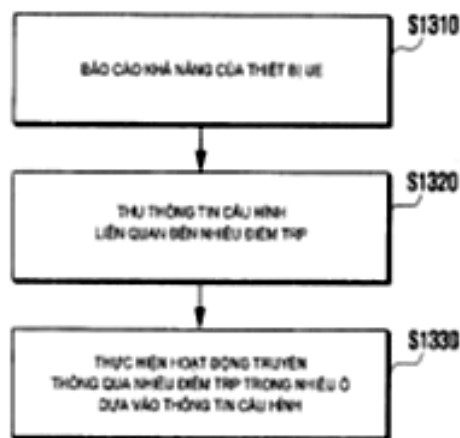 S1310
BÁO CÁO KHẢ NĂNG CỦA THIẾT BỊ UE
S1320
THU THÔNG TIN CẤU HÌNH
LIÊN QUAN ĐẾN NHIỀU ĐIỂM TRP
S1330
THỰC HIỆN HOẠT ĐỘNG TRUYỀN
THÔNG QUA NHIỀU ĐIỂM TRP TRONG NHIỀU Ô
DỰA VÀO THÔNG TIN CẤU HÌNH